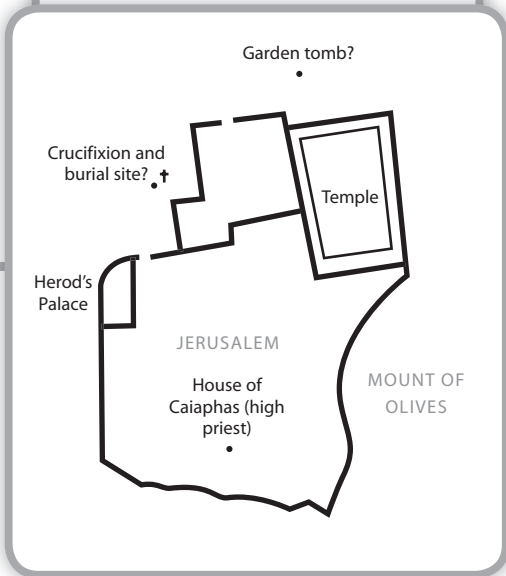 Garden tomb?
Crucifixion and
burial site?
Temple
Herod's
Palace
JERUSALEM
MOUNT OF
OLIVES
House of
Caiaphas (high
priest)